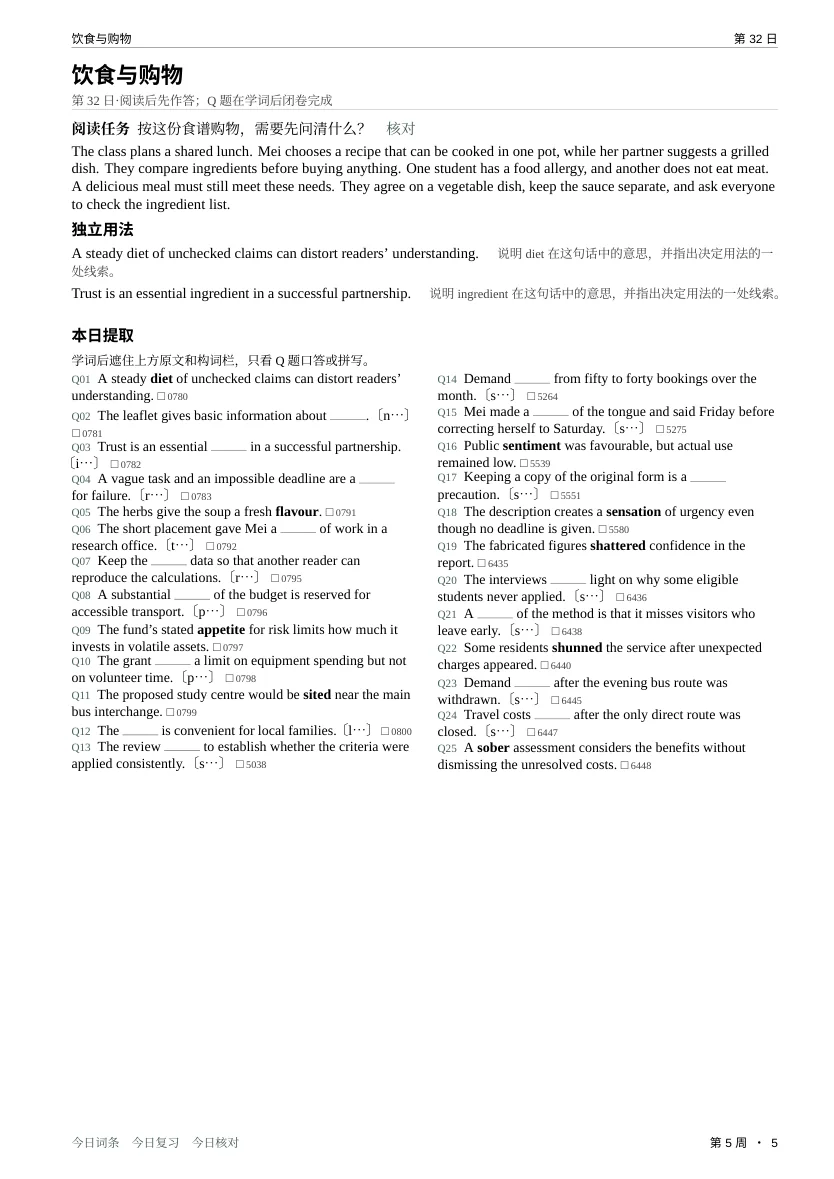 饮食与购物 第 32 日
饮食与购物
第 32 日·阅读后先作答；Q 题在学词后闭卷完成
阅读任务 按这份食谱购物，需要先问清什么？ 核对
The class plans a shared lunch. Mei chooses a recipe that can be cooked in one pot, while her partner suggests a grilled
dish. They compare ingredients before buying anything. One student has a food allergy, and another does not eat meat.
A delicious meal must still meet these needs. They agree on a vegetable dish, keep the sauce separate, and ask everyone
to check the ingredient list.
独立用法
A steady diet of unchecked claims can distort readers’ understanding. 说明 diet 在这句话中的意思，并指出决定用法的一
处线索。
Trust is an essential ingredient in a successful partnership. 说明 ingredient 在这句话中的意思，并指出决定用法的一处线索。
本日提取
学词后遮住上方原文和构词栏，只看 Q 题口答或拼写。
Q01 A steady diet of unchecked claims can distort readers’
understanding. □ 0780
Q02 The leaflet gives basic information about _____. 〔n···〕
□ 0781
Q03 Trust is an essential _____ in a successful partnership.
〔i···〕 □ 0782
Q04 A vague task and an impossible deadline are a _____
for failure. 〔r···〕 □ 0783
Q05 The herbs give the soup a fresh flavour. □ 0791
Q06 The short placement gave Mei a _____ of work in a
research office. 〔t···〕 □ 0792
Q07 Keep the _____ data so that another reader can
reproduce the calculations. 〔r···〕 □ 0795
Q08 A substantial _____ of the budget is reserved for
accessible transport. 〔p···〕 □ 0796
Q09 The fund’s stated appetite for risk limits how much it
invests in volatile assets. □ 0797
Q10 The grant _____ a limit on equipment spending but not
on volunteer time. 〔p···〕 □ 0798
Q11 The proposed study centre would be sited near the main
bus interchange. □ 0799
Q12 The _____ is convenient for local families. 〔l···〕 □ 0800
Q13 The review _____ to establish whether the criteria were
applied consistently. 〔s···〕 □ 5038
Q14 Demand _____ from fifty to forty bookings over the
month. 〔s···〕 □ 5264
Q15 Mei made a _____ of the tongue and said Friday before
correcting herself to Saturday. 〔s···〕 □ 5275
Q16 Public sentiment was favourable, but actual use
remained low. □ 5539
Q17 Keeping a copy of the original form is a _____
precaution. 〔s···〕 □ 5551
Q18 The description creates a sensation of urgency even
though no deadline is given. □ 5580
Q19 The fabricated figures shattered confidence in the
report. □ 6435
Q20 The interviews _____ light on why some eligible
students never applied. 〔s···〕 □ 6436
Q21 A _____ of the method is that it misses visitors who
leave early. 〔s···〕 □ 6438
Q22 Some residents shunned the service after unexpected
charges appeared. □ 6440
Q23 Demand _____ after the evening bus route was
withdrawn. 〔s···〕 □ 6445
Q24 Travel costs _____ after the only direct route was
closed. 〔s···〕 □ 6447
Q25 A sober assessment considers the benefits without
dismissing the unresolved costs. □ 6448
今日词条 今日复习 今日核对 第 5 周 · 5